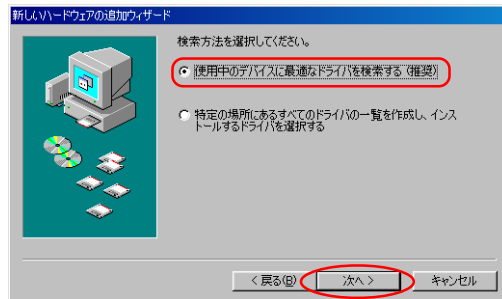 新しいハードウェアの追加ウィザード
検索方法を選択してください。
使用中のデバイスに最適なドライバを検索する (推奨)
特定の場所にあるすべてのドライバの一覧を作成し、インス
トールするドライバを選択する
< 戻る(B)
次へ >
キャンセル